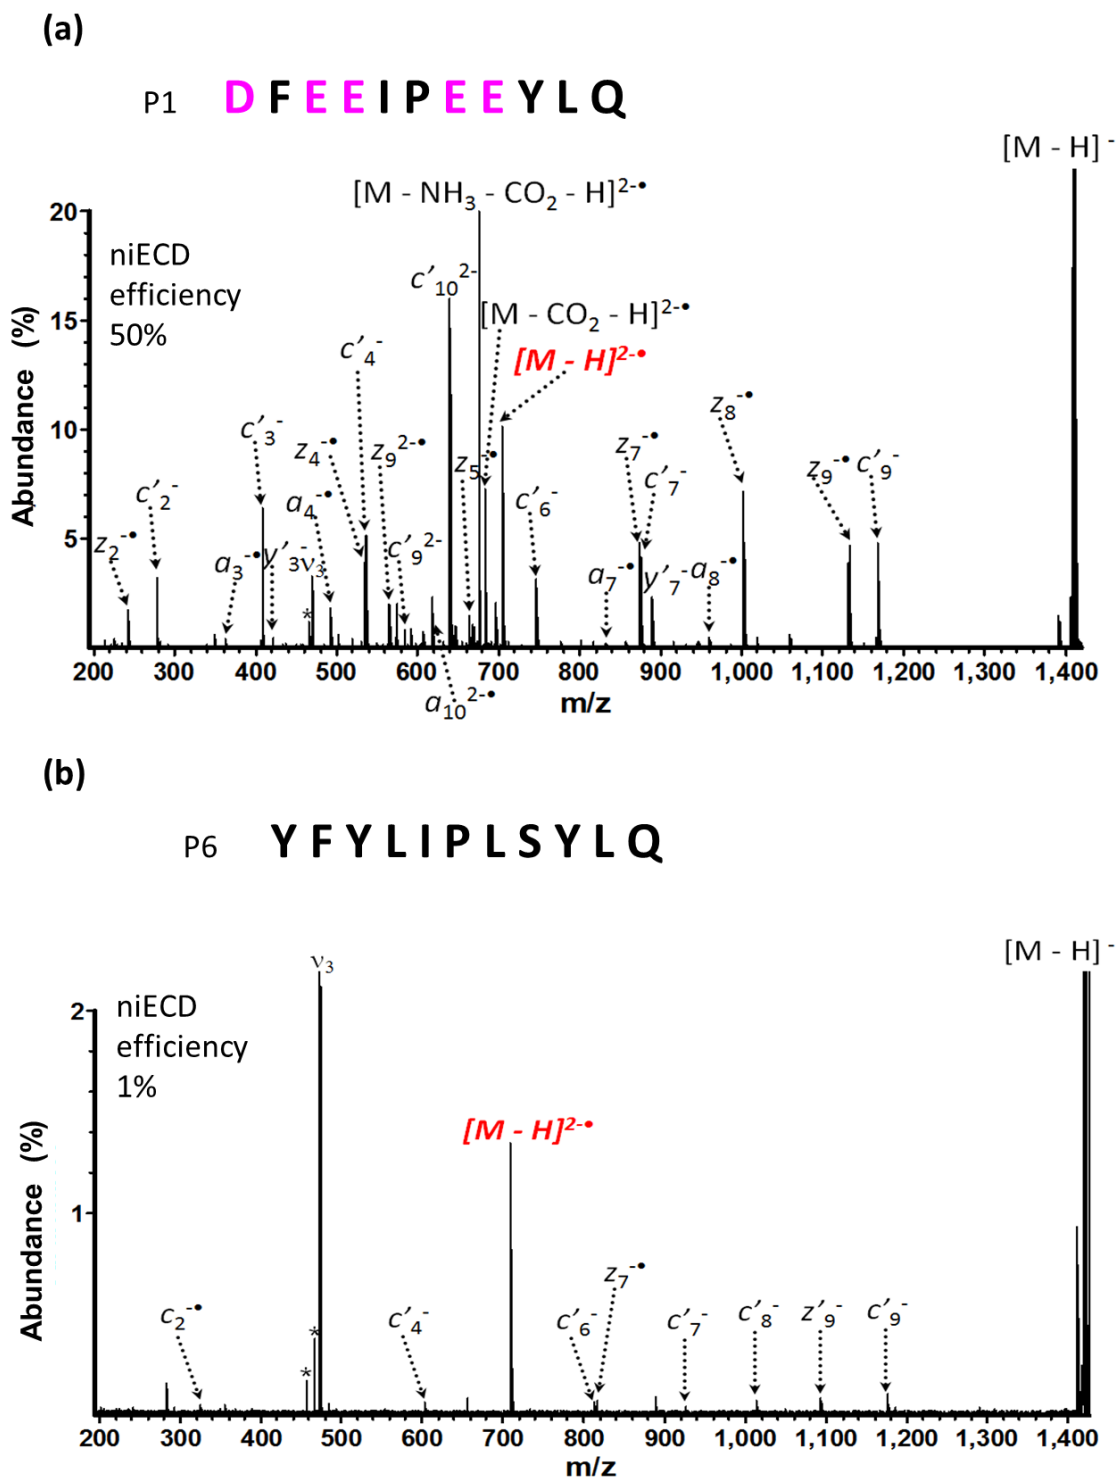 (a)
P1 D F E E I P E E Y L Q
[M - H] -
[M - NH3 - CO2 - H]2-•
20
niECD
efficiency
50%
c'10 2-
[M - CO2 - H]2-•
15
[M - H]2-•
c'4 -
10
c'3 -
z4 -•
z9 2-•
z5 -•
z7 -•
z8 -•
c'2 -
a4 -•
c'6 -
c'7 -
z9 -•
c'9 -
5
z2 -•
a3 -•
y'3 -
ν3
*
c'9 2-
a7 -•
y'7 -
a8 -•
Abundance (%)
200 300 400 500 600 700 800 900 1,000 1,100 1,200 1,300 1,400
a10 2-•
m/z
(b)
P6 Y F Y L I P L S Y L Q
ν3
[M - H] -
2
niECD
efficiency
1%
[M - H]2-•
1
Abundance (%)
c2 -•
*
*
c'4 -
c'6 -
z7 -•
c'7 -
c'8 -
z'9 -
c'9 -
200 300 400 500 600 700 800 900 1,000 1,100 1,200 1,300 1,400
m/z